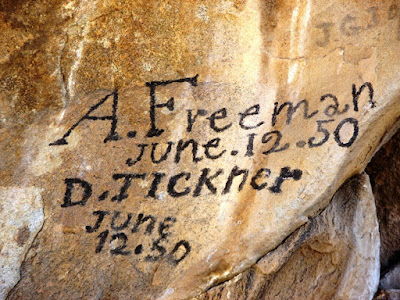 A. Freeman
June. 12. 50
D. Tickner
June
12. 50